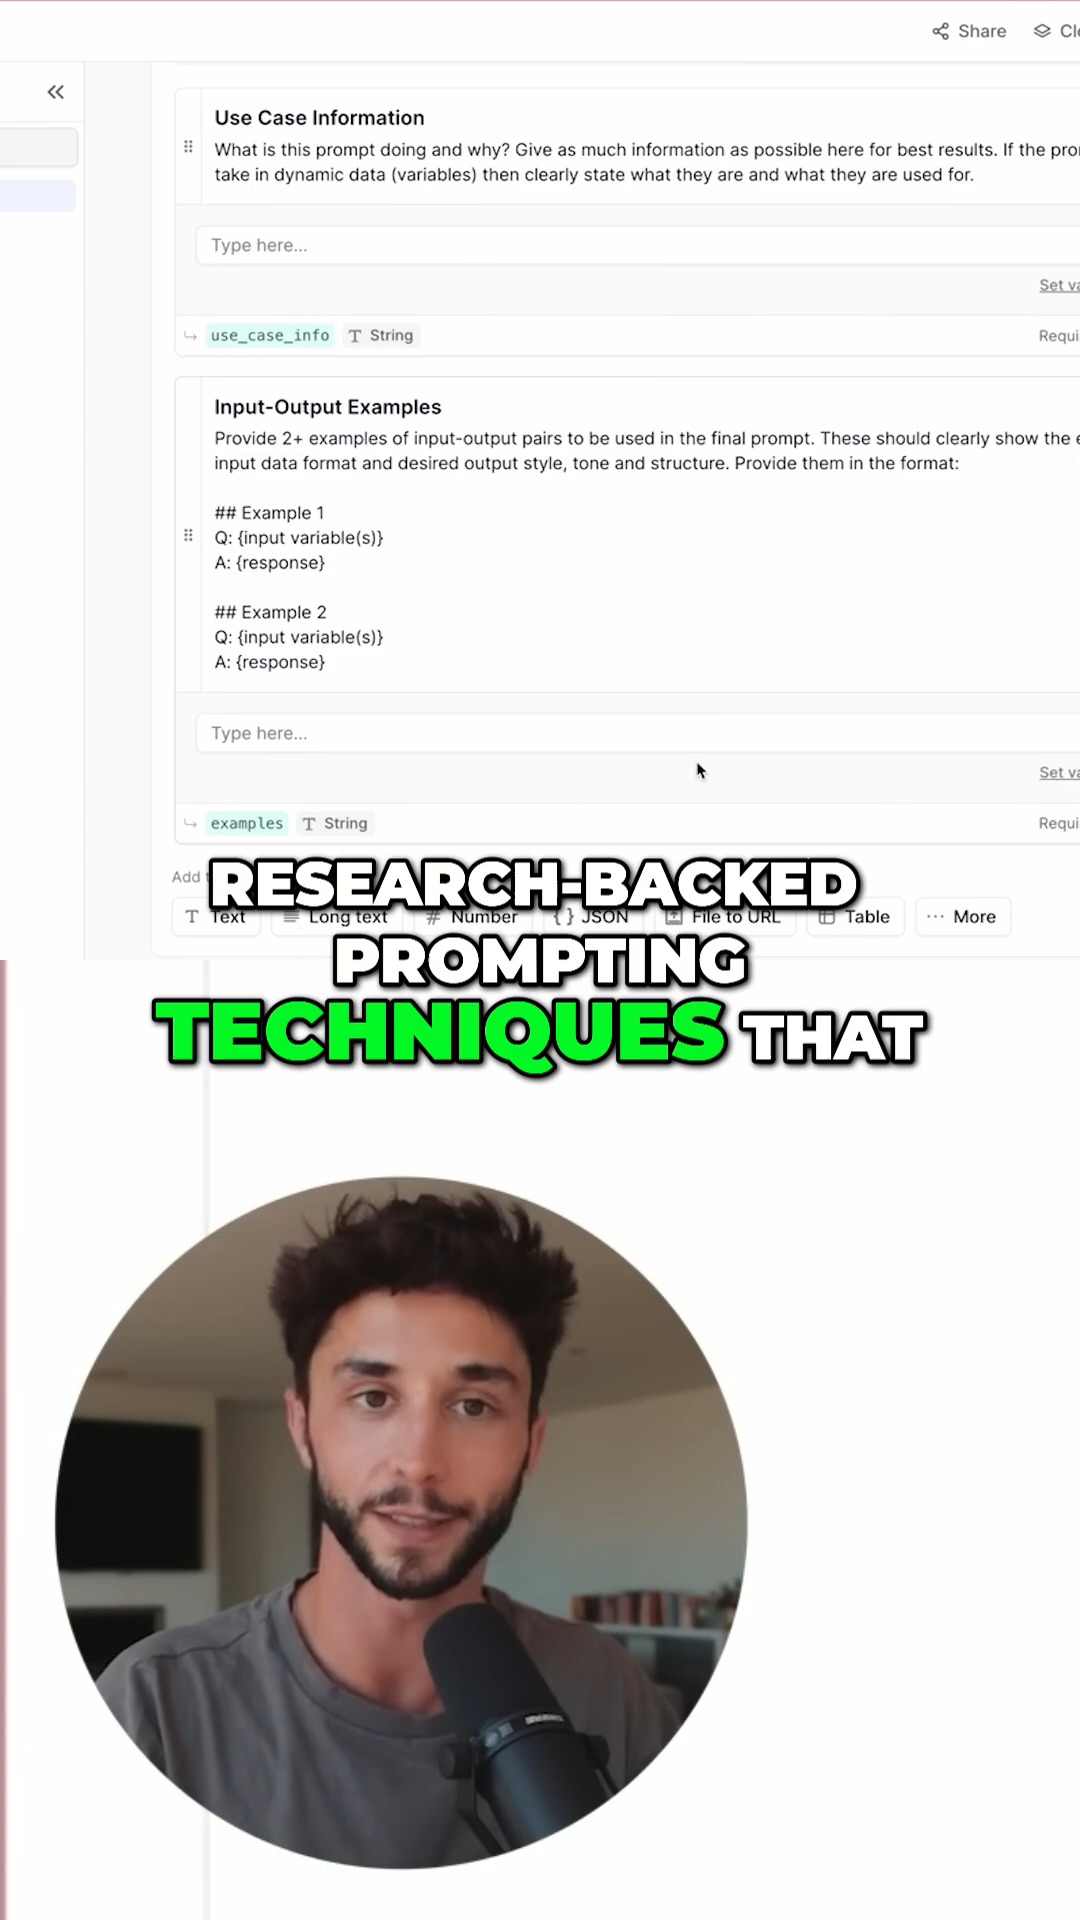 Share
Use Case Information
What is this prompt doing and why? Give as much information as possible here for best results. If the
take in dynamic data (variables) then clearly state what they are and what they are used for.
Type here...
Set
use_case_info
String
Input-Output Examples
Provide 2+ examples of input-output pairs to be used in the final prompt. These should clearly show the
input data format and desired output style, tone and structure. Provide them in the format:
## Example 1
Q: {input variable(s)}
A: {response}
## Example 2
Q: {input variable(s)}
A: {response}
Type here...
Set
examples
String
Add
RESEARCH-BACKED
Text
Long text
Number
{ } JSON
File to URL
Table
More
PROMPTING
TECHNIQUES THAT